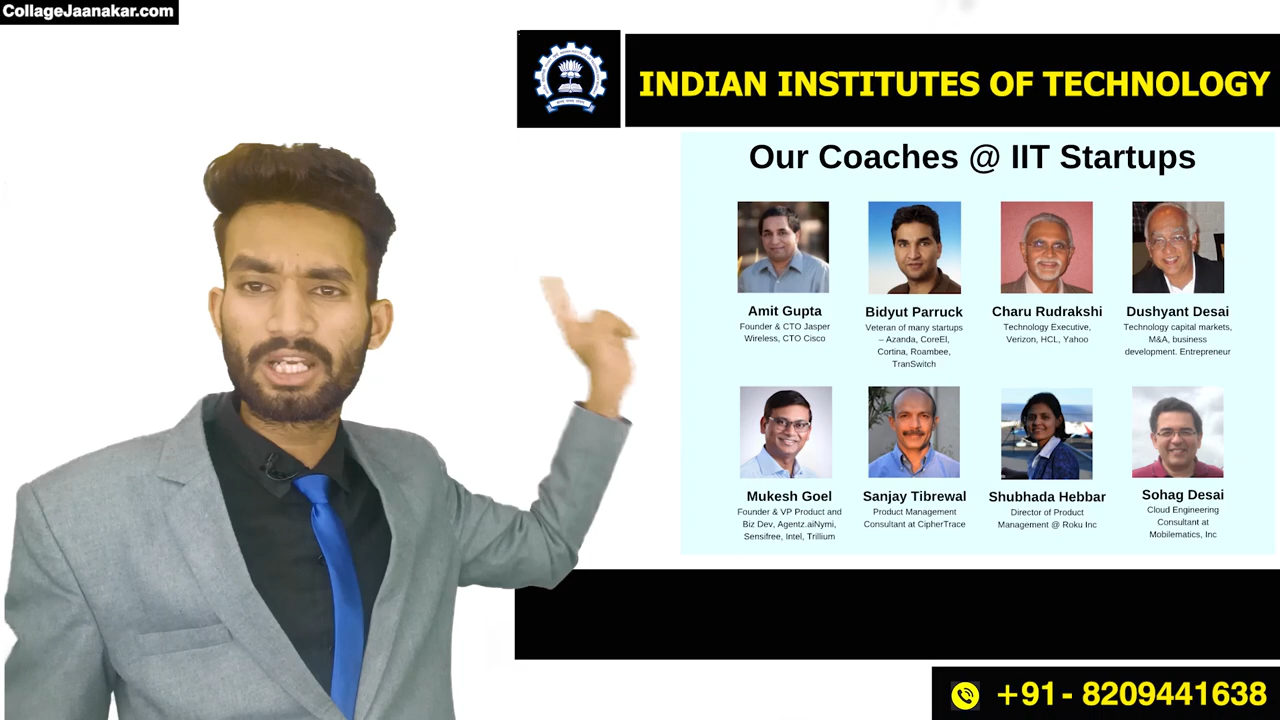 CollageJaanakar.com
INDIAN INSTITUTES OF TECHNOLOGY
Our Coaches @ IIT Startups
Amit Gupta
Founder & CTO Jasper
Wireless, CTO Cisco
Bidyut Parruck
Veteran of many startups
– Azanda, CoreEl,
Cortina, Roambee,
TranSwitch
Charu Rudrakshi
Technology Executive,
Verizon, HCL, Yahoo
Dushyant Desai
Technology capital markets,
M&A, business
development. Entrepreneur
Mukesh Goel
Founder & VP Product and
Biz Dev, Agentz.aiNymi,
Sensifree, Intel, Trillium
Sanjay Tibrewal
Product Management
Consultant at CipherTrace
Shubhada Hebbar
Director of Product
Management @ Roku Inc
Sohag Desai
Cloud Engineering
Consultant at
Mobilematics, Inc
+91- 8209441638